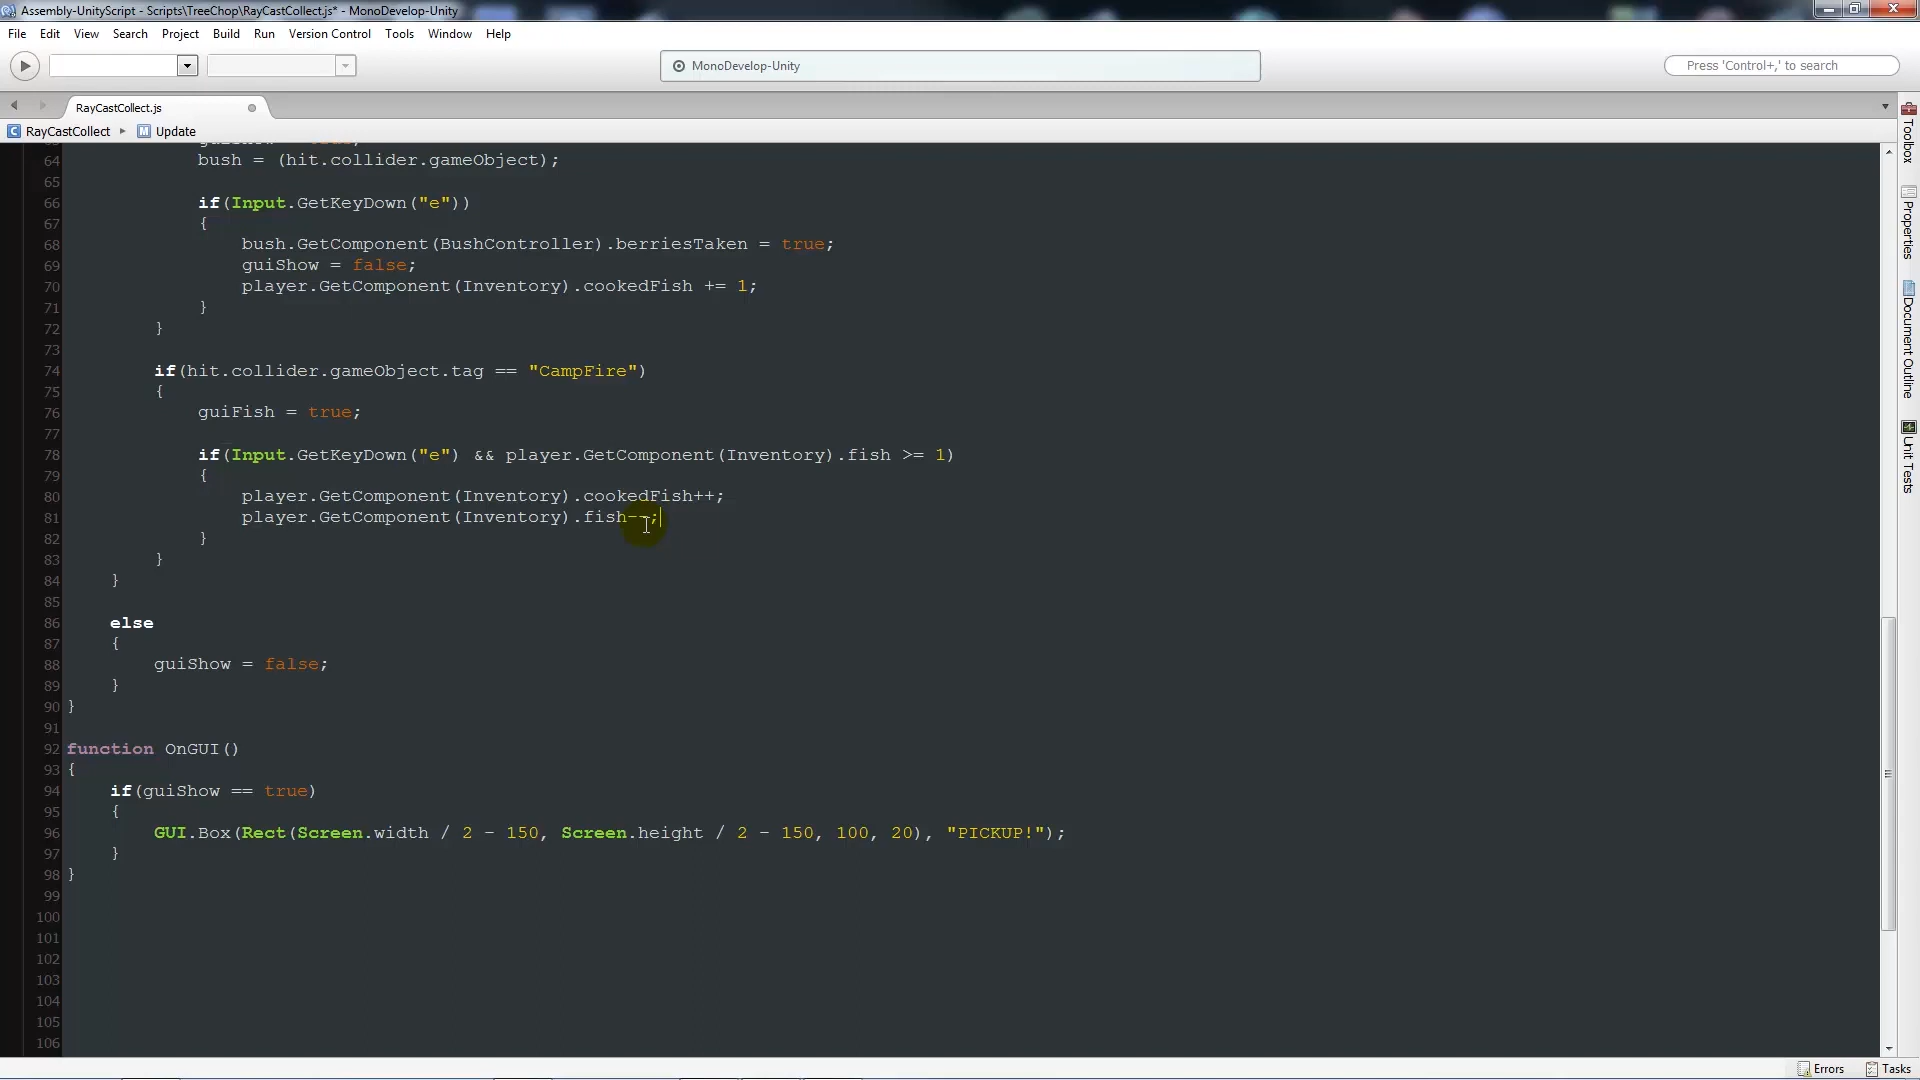 Assembly-UnityScript - Scripts\TreeChop\RayCastCollect.js* - MonoDevelop-Unity
File Edit View Search Project Build Run Version Control Tools Window Help
MonoDevelop-Unity
Press 'Control+,' to search
RayCastCollect.js
RayCastCollect Update
64 bush = (hit.collider.gameObject);
65
66 if(Input.GetKeyDown("e"))
67 {
68 bush.GetComponent(BushController).berriesTaken = true;
69 guiShow = false;
70 player.GetComponent(Inventory).cookedFish += 1;
71 }
72 }
73
74 if(hit.collider.gameObject.tag == "CampFire")
75 {
76 guiFish = true;
77
78 if(Input.GetKeyDown("e") && player.GetComponent(Inventory).fish >= 1)
79 {
80 player.GetComponent(Inventory).cookedFish++;
81 player.GetComponent(Inventory).fish--;
82 }
83 }
84 }
85
86 else
87 {
88 guiShow = false;
89 }
90 }
91
92 function OnGUI()
93 {
94 if(guiShow == true)
95 {
96 GUI.Box(Rect(Screen.width / 2 - 150, Screen.height / 2 - 150, 100, 20), "PICKUP!");
97 }
98 }
99
100
101
102
103
104
105
106
Toolbox
Properties
Document Outline
Unit Tests
Errors Tasks